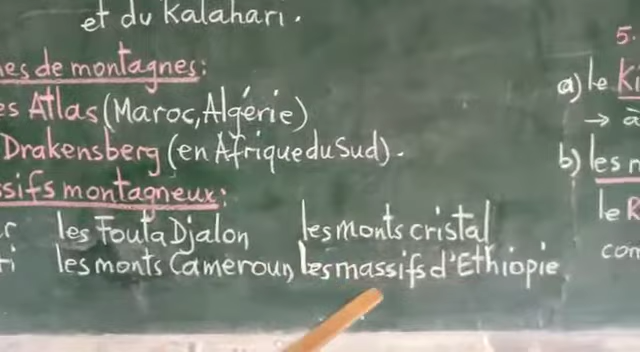 et du Kalahari.
es de montagnes:
es Atlas (Maroc, Algérie)
Drakensberg (en Afrique du Sud).
ssifs montagneux:
r les Fouta Djalon les monts cristal
i les monts Cameroun, les massifs d'Ethiopie
5.
a) le Ki
→ à
b) les m
le R
con